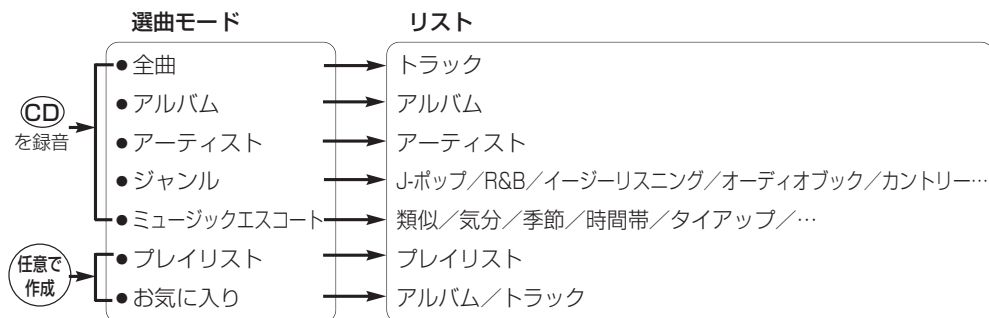 選曲モード リスト
●全曲 トラック
●アルバム アルバム
CDを録音
●アーティスト アーティスト
●ジャンル J-ポップ／R&B／イージーリスニング／オーディオブック／カントリー…
●ミュージックエスコート 類似／気分／季節／時間帯／タイアップ／…
任意で
作成
●プレイリスト プレイリスト
●お気に入り アルバム／トラック